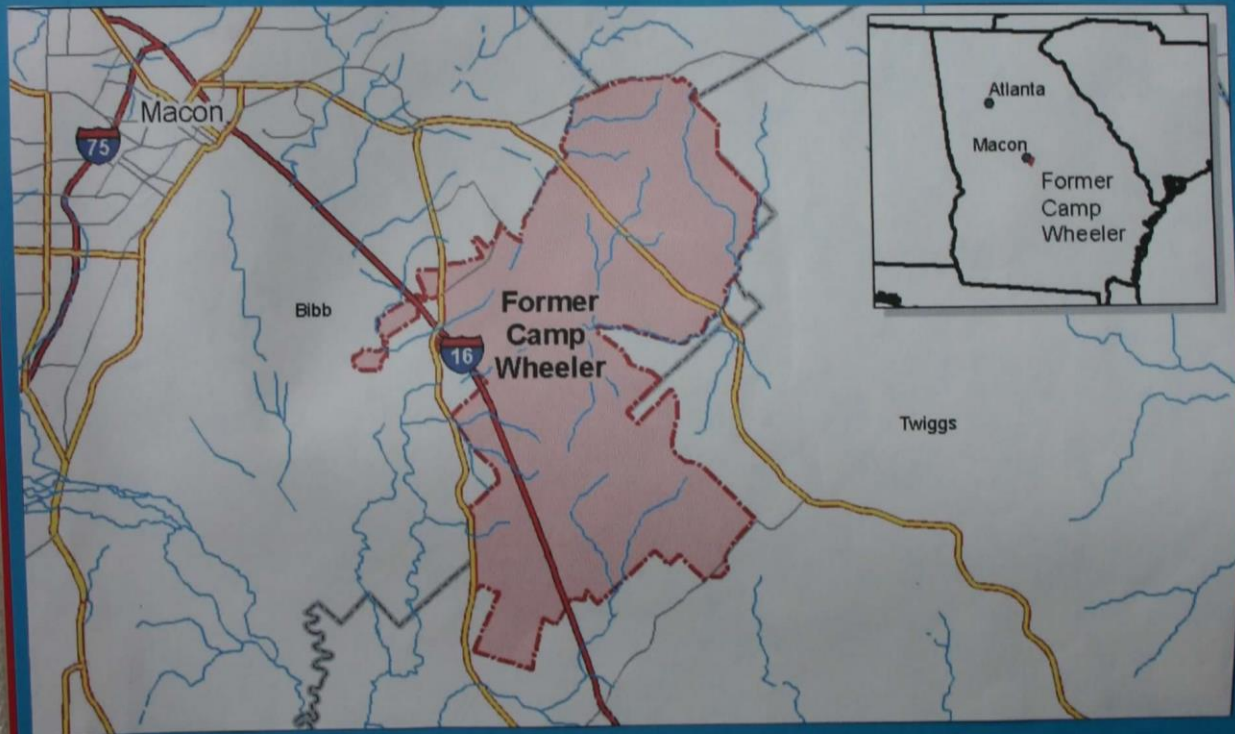 Macon
75
Bibb
Former
Camp
Wheeler
16
Twiggs
Atlanta
Macon
Former
Camp
Wheeler